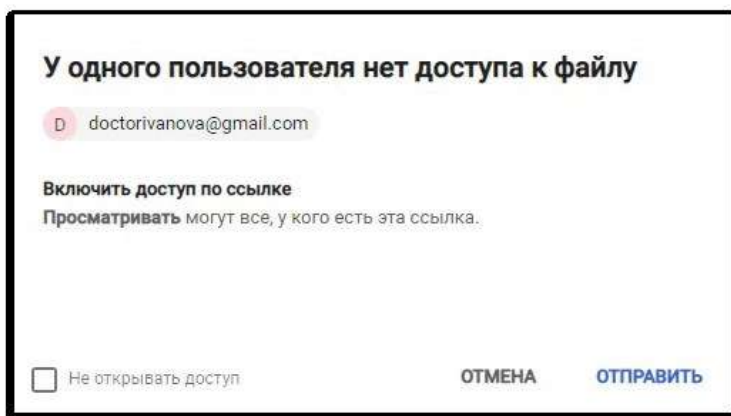 У одного пользователя нет доступа к файлу
D doctorivanova@gmail.com
Включить доступ по ссылке
Просматривать могут все, у кого есть эта ссылка.
Не открывать доступ ОТМЕНА ОТПРАВИТЬ